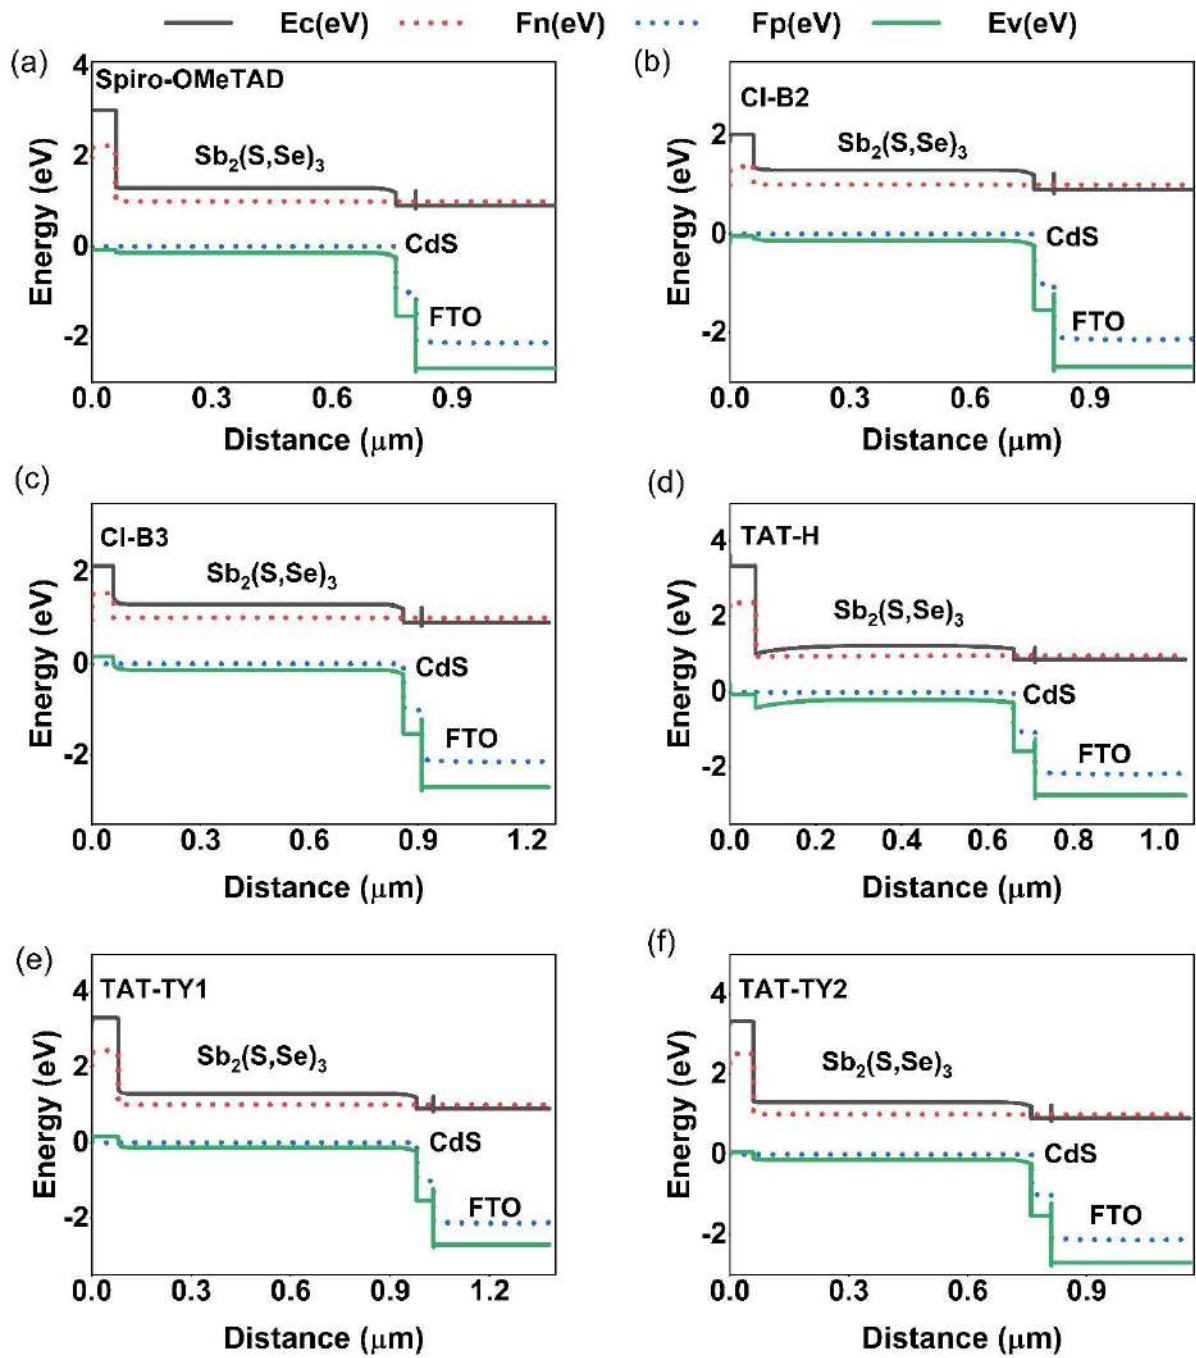 Ec(eV) Fn(eV) Fp(eV) Ev(eV)
(a)
Spiro-OMeTAD
Sb₂(S,Se)₃
CdS
FTO
4
2
0
-2
Energy (eV)
0.0 0.3 0.6 0.9
Distance (μm)
(b)
Cl-B2
Sb₂(S,Se)₃
CdS
FTO
2
0
-2
Energy (eV)
0.0 0.3 0.6 0.9
Distance (μm)
(c)
Cl-B3
Sb₂(S,Se)₃
CdS
FTO
2
0
-2
Energy (eV)
0.0 0.3 0.6 0.9 1.2
Distance (μm)
(d)
TAT-H
Sb₂(S,Se)₃
CdS
FTO
4
2
0
-2
Energy (eV)
0.0 0.2 0.4 0.6 0.8 1.0
Distance (μm)
(e)
TAT-TY1
Sb₂(S,Se)₃
CdS
FTO
4
2
0
-2
Energy (eV)
0.0 0.3 0.6 0.9 1.2
Distance (μm)
(f)
TAT-TY2
Sb₂(S,Se)₃
CdS
FTO
4
2
0
-2
Energy (eV)
0.0 0.3 0.6 0.9
Distance (μm)